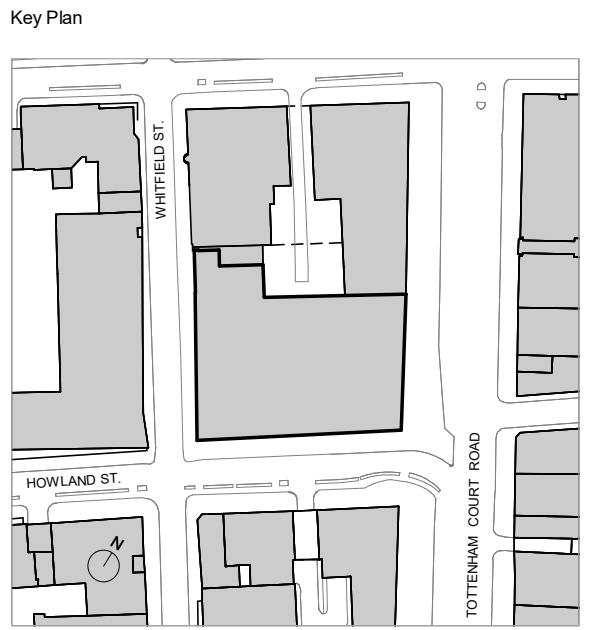 Key Plan
WHITFIELD ST.
HOWLAND ST.
TOTTENHAM COURT ROAD
N